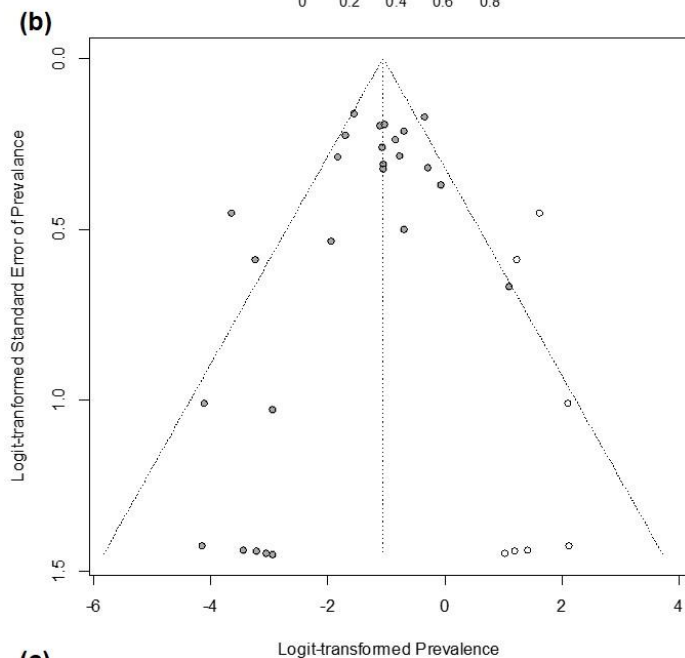 0 0.2 0.4 0.6 0.8
(b)
0.0
0.5
1.0
1.5
Logit-tranformed Standard Error of Prevalance
-6 -4 -2 0 2 4
Logit-transformed Prevalence
(c)